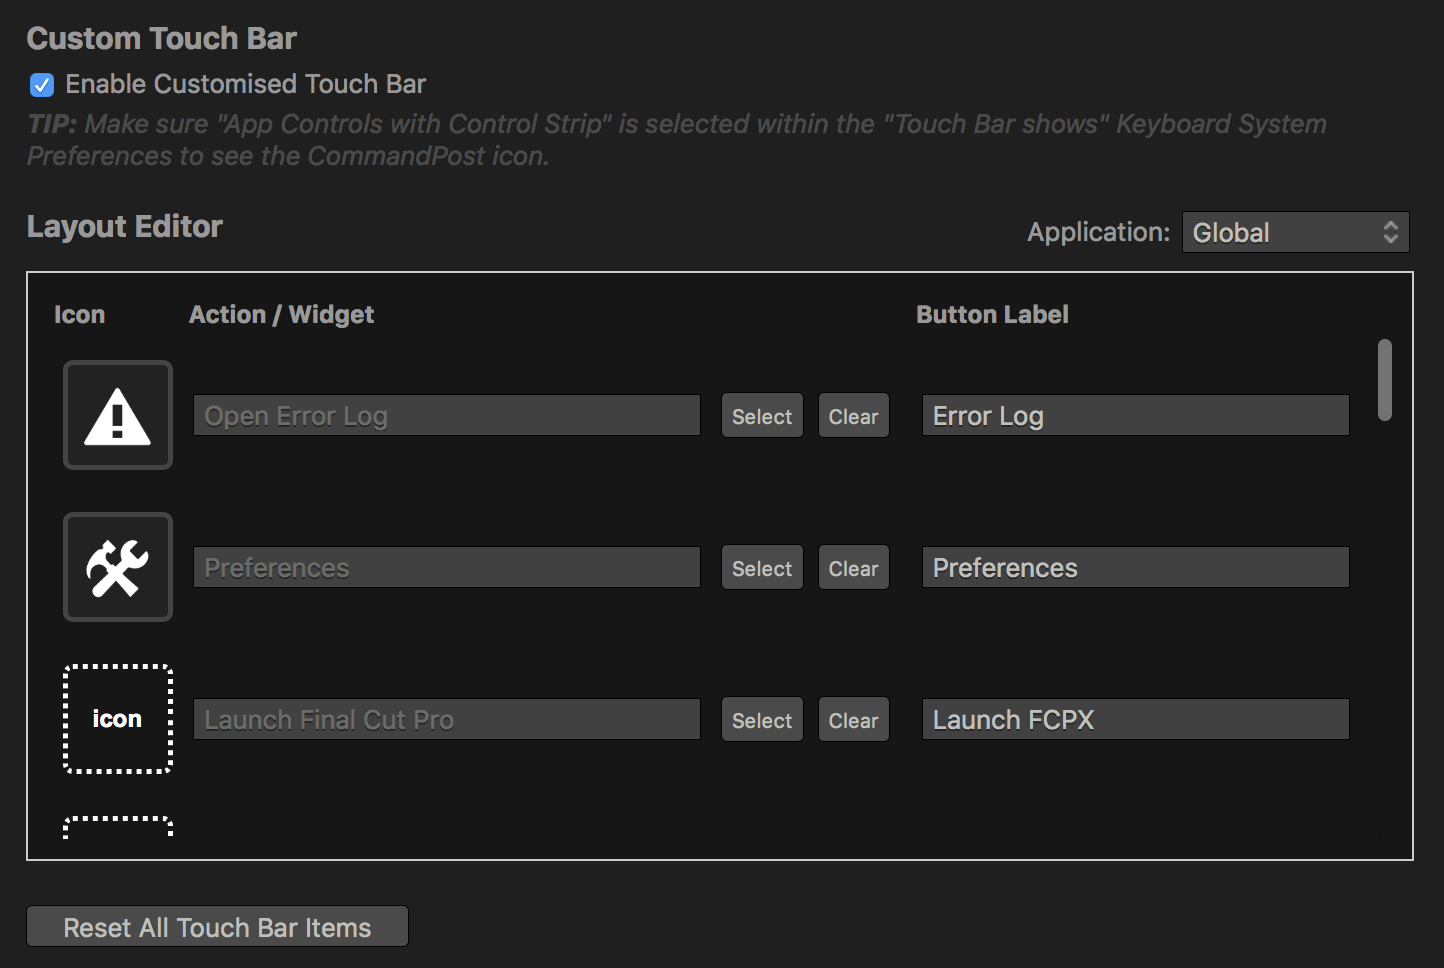 Custom Touch Bar
Enable Customised Touch Bar
TIP: Make sure "App Controls with Control Strip" is selected within the "Touch Bar shows" Keyboard System
Preferences to see the CommandPost icon.
Layout Editor
Application: Global
Icon Action / Widget Button Label
Open Error Log Select Clear Error Log
Preferences Select Clear Preferences
icon Launch Final Cut Pro Select Clear Launch FCPX
Reset All Touch Bar Items